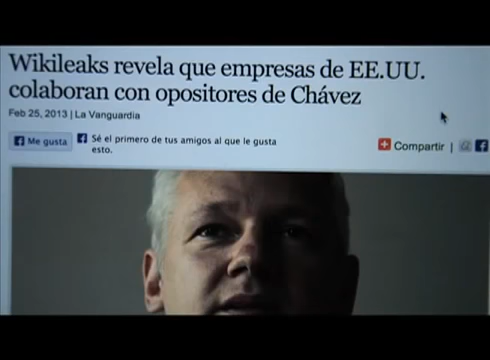 Wikileaks revela que empresas de EE.UU.
colaboran con opositores de Chávez
Feb 25, 2013 | La Vanguardia
Me gusta
Sé el primero de tus amigos al que le gusta
esto.
Compartir |